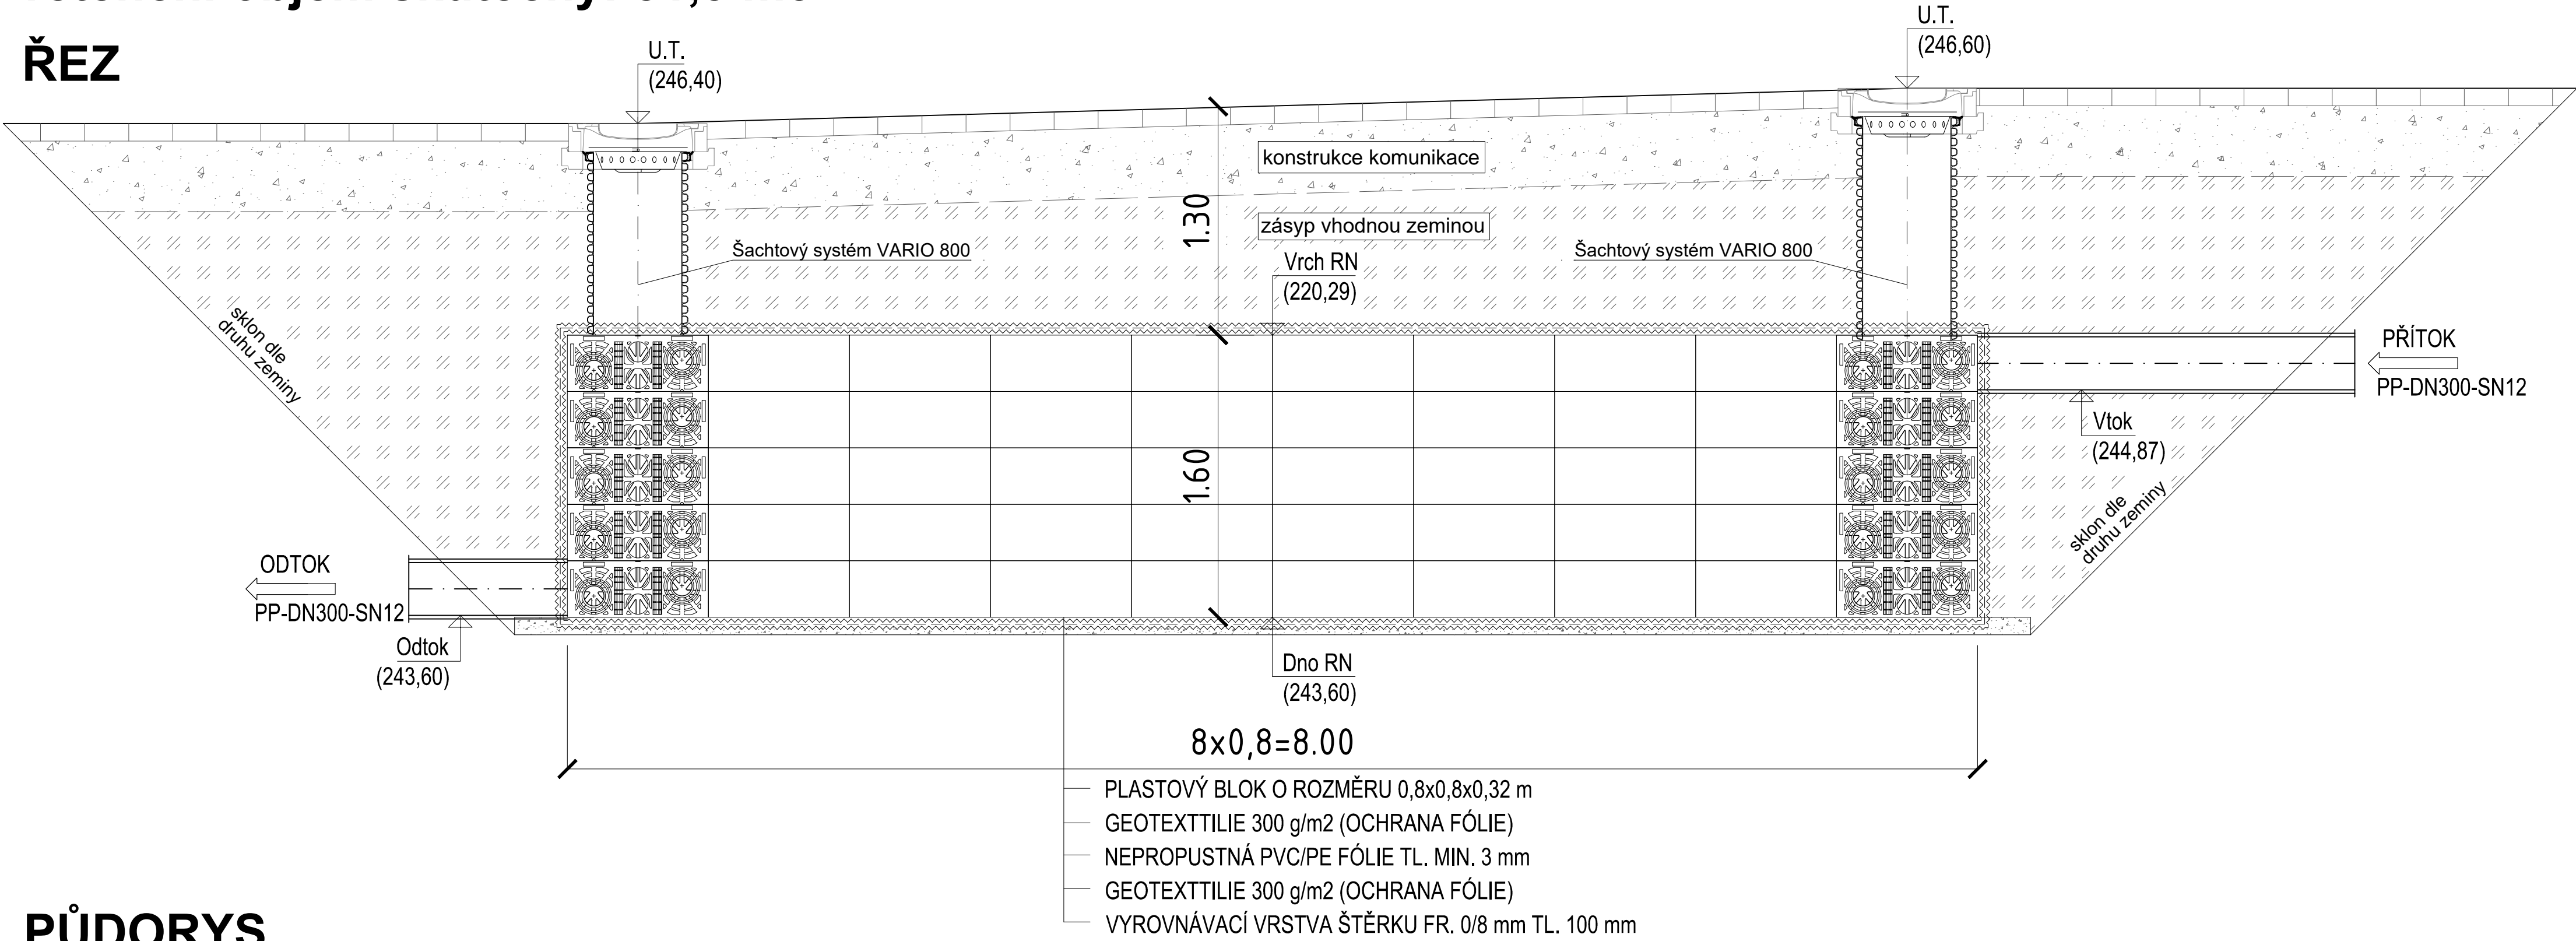 ŘEZ
U.T.
(246,40)
U.T.
(246,60)
konstrukce komunikace
1.30
zásyp vhodnou zeminou
Šachtový systém VARIO 800
Šachtový systém VARIO 800
Vrch RN
(220,29)
sklon dle
druhu zeminy
PŘÍTOK
PP-DN300-SN12
Vtok
(244,87)
1.60
sklon dle
druhu zeminy
ODTOK
PP-DN300-SN12
Odtok
(243,60)
Dno RN
(243,60)
8x0,8=8.00
PLASTOVÝ BLOK O ROZMĚRU 0,8x0,8x0,32 m
GEOTEXTTILIE 300 g/m2 (OCHRANA FÓLIE)
NEPROPUSTNÁ PVC/PE FÓLIE TL. MIN. 3 mm
GEOTEXTTILIE 300 g/m2 (OCHRANA FÓLIE)
VYROVNÁVACÍ VRSTVA ŠTĚRKU FR. 0/8 mm TL. 100 mm
PŮDORYS